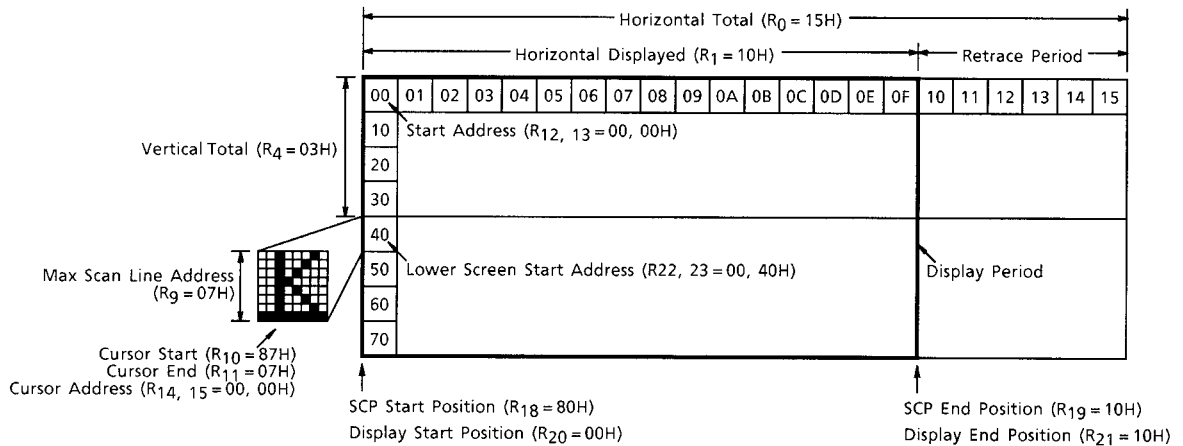 Horizontal Total (R0 = 15H)
Horizontal Displayed (R1 = 10H)
Retrace Period
00 01 02 03 04 05 06 07 08 09 0A 0B 0C 0D 0E 0F 10 11 12 13 14 15
10
Start Address (R12, 13 = 00, 00H)
Vertical Total (R4 = 03H)
20
30
40
50
Lower Screen Start Address (R22, 23 = 00, 40H)
Display Period
Max Scan Line Address
(R9 = 07H)
60
70
Cursor Start (R10 = 87H)
Cursor End (R11 = 07H)
Cursor Address (R14, 15 = 00, 00H)
SCP Start Position (R18 = 80H)
Display Start Position (R20 = 00H)
SCP End Position (R19 = 10H)
Display End Position (R21 = 10H)